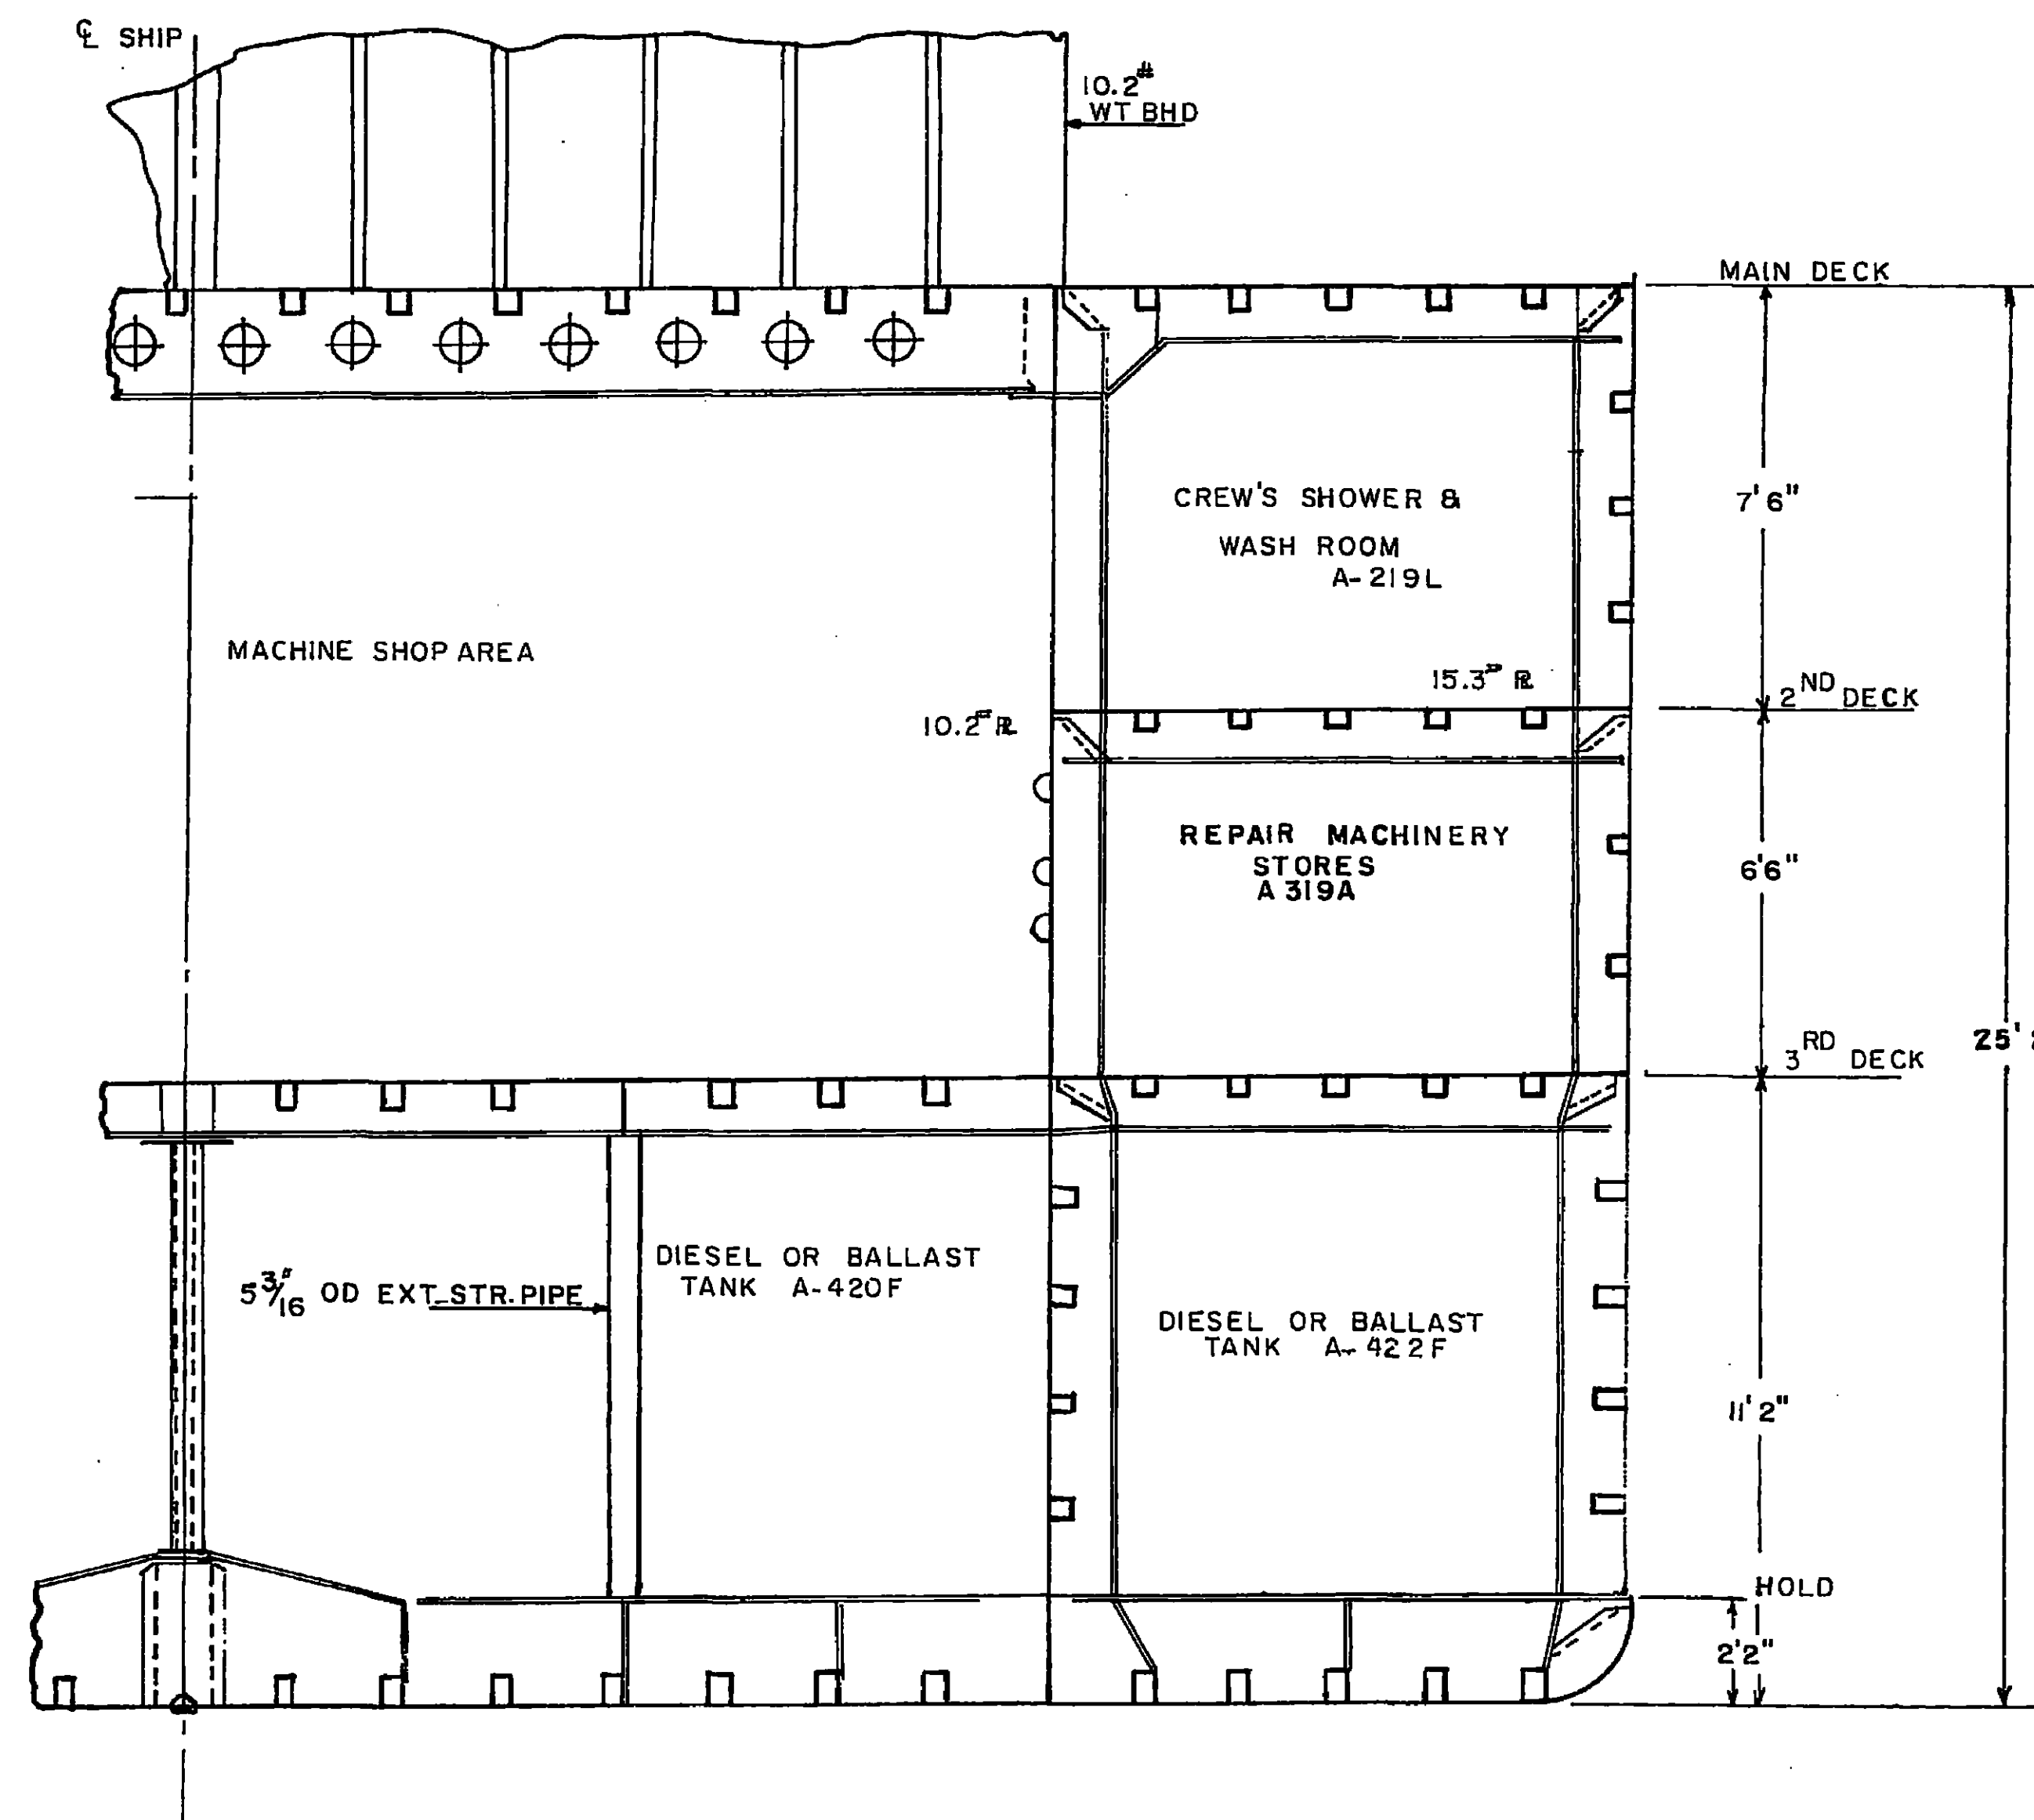 ℄ SHIP
10.2#
WT BHD
MAIN DECK
CREW'S SHOWER &
WASH ROOM
A-219L
7'6"
MACHINE SHOP AREA
15.3# ℙL
2ND DECK
10.2# ℙL
REPAIR MACHINERY
STORES
A 319A
6'6"
25'
3RD DECK
DIESEL OR BALLAST
TANK A-420F
5 3/16" OD EXT. STR. PIPE
DIESEL OR BALLAST
TANK A-422F
11'2"
HOLD
2'2"